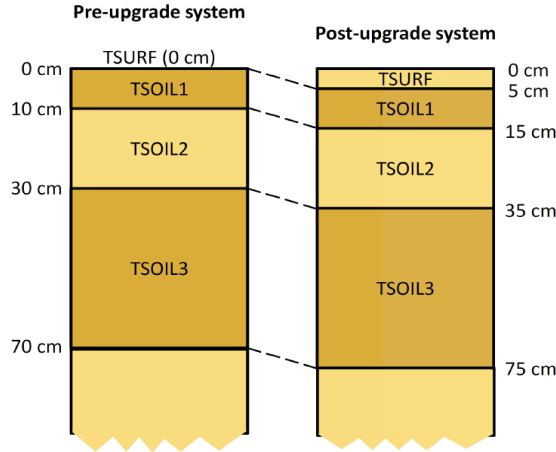 Pre-upgrade system
TSURF (0 cm)
0 cm
TSOIL1
10 cm
TSOIL2
30 cm
TSOIL3
70 cm
Post-upgrade system
0 cm
TSURF
5 cm
TSOIL1
15 cm
TSOIL2
35 cm
TSOIL3
75 cm